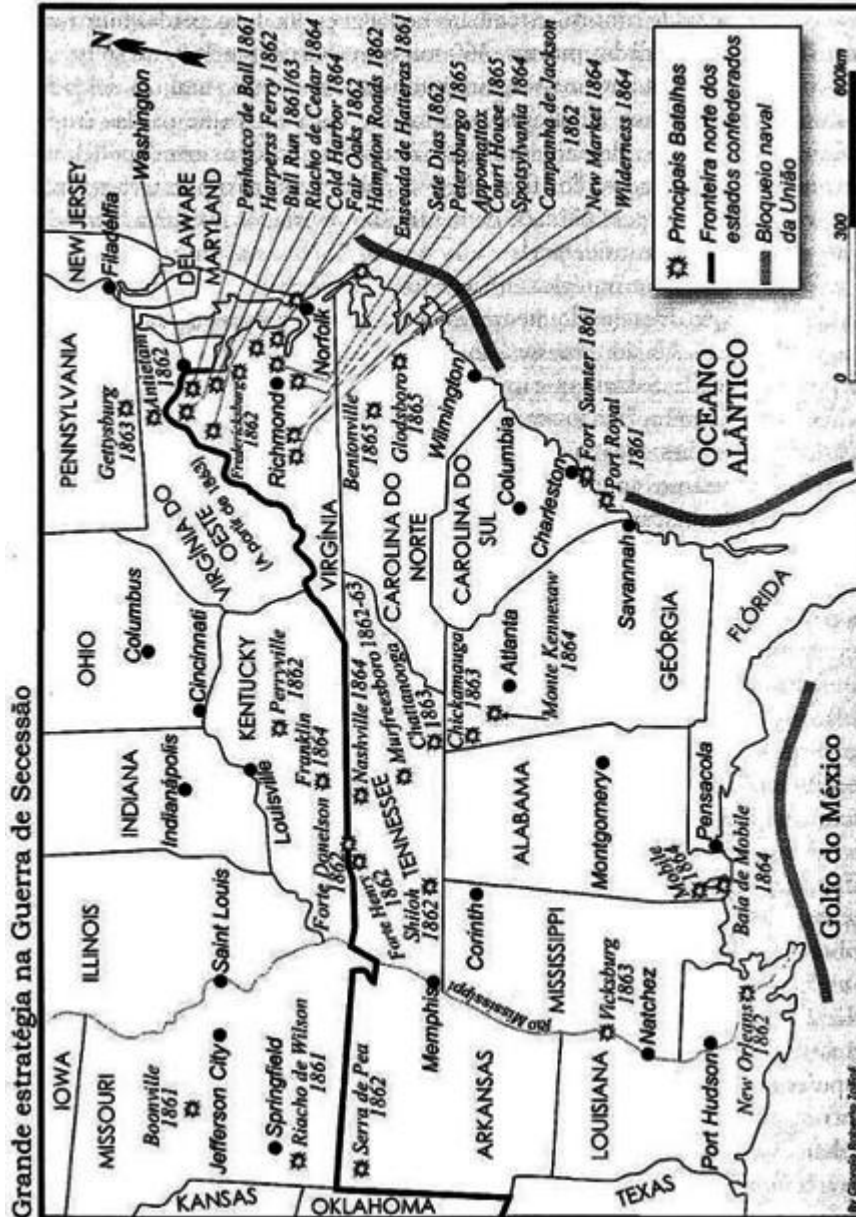 Grande estratégia na Guerra de Secessão
N
Washington
Penhasco de Ball 1861
Harperss Ferry 1862
Bull Run 1861/63
Riacho de Cedar 1864
Cold Harbor 1864
Fair Oaks 1862
Hampton Roads 1862
Enseada de Hatteras 1861
Sete Dias 1862
Petersburgo 1865
Appomattox
Court House 1865
Spotsylvania 1864
Campanha de Jackson
1862
New Market 1864
Wilderness 1864
IOWA
ILLINOIS
INDIANA
OHIO
PENNSYLVANIA
NEW JERSEY
Filadélfia
DELAWARE
MARYLAND
Gettysburg
1863
Antietam
1862
MISSOURI
Boonville
1861
Jefferson City
Saint Louis
Springfield
Riacho de Wilson
1861
Indianápolis
Columbus
Cincinnati
Louisville
KENTUCKY
Perryville
1862
VIRGÍNIA DO
OESTE
(A partir de 1863)
Fredericksburg
1862
Richmond
Norfolk
VIRGÍNIA
KANSAS
OKLAHOMA
Serra de Pea
1862
ARKANSAS
Memphis
Forte Donelson
1862
Forte Henry
1862
Franklin
1864
Nashville 1864
Murfreesboro 1862-63
TENNESSEE
Shiloh
1862
Chattanooga
1863
Chickamauga
1863
CAROLINA DO
NORTE
Bentonville
1865
Glodsboro
1865
Wilmington
CAROLINA DO
SUL
Columbia
Charleston
Fort Sumter 1861
Port Royal
1861
Corinth
MISSISSIPPI
Rio Mississippi
Vicksburg
1863
Natchez
LOUISIANA
Port Hudson
New Orleans
1862
TEXAS
ALABAMA
Montgomery
Mobile
1864
Baía de Mobile
1864
Pensacola
Atlanta
Monte Kennesaw
1864
GEÓRGIA
Savannah
FLÓRIDA
Golfo do México
OCEANO
ALÂNTICO
Principais Batalhas
Fronteira norte dos
estados confederados
Bloqueio naval
da União
0 300 600km